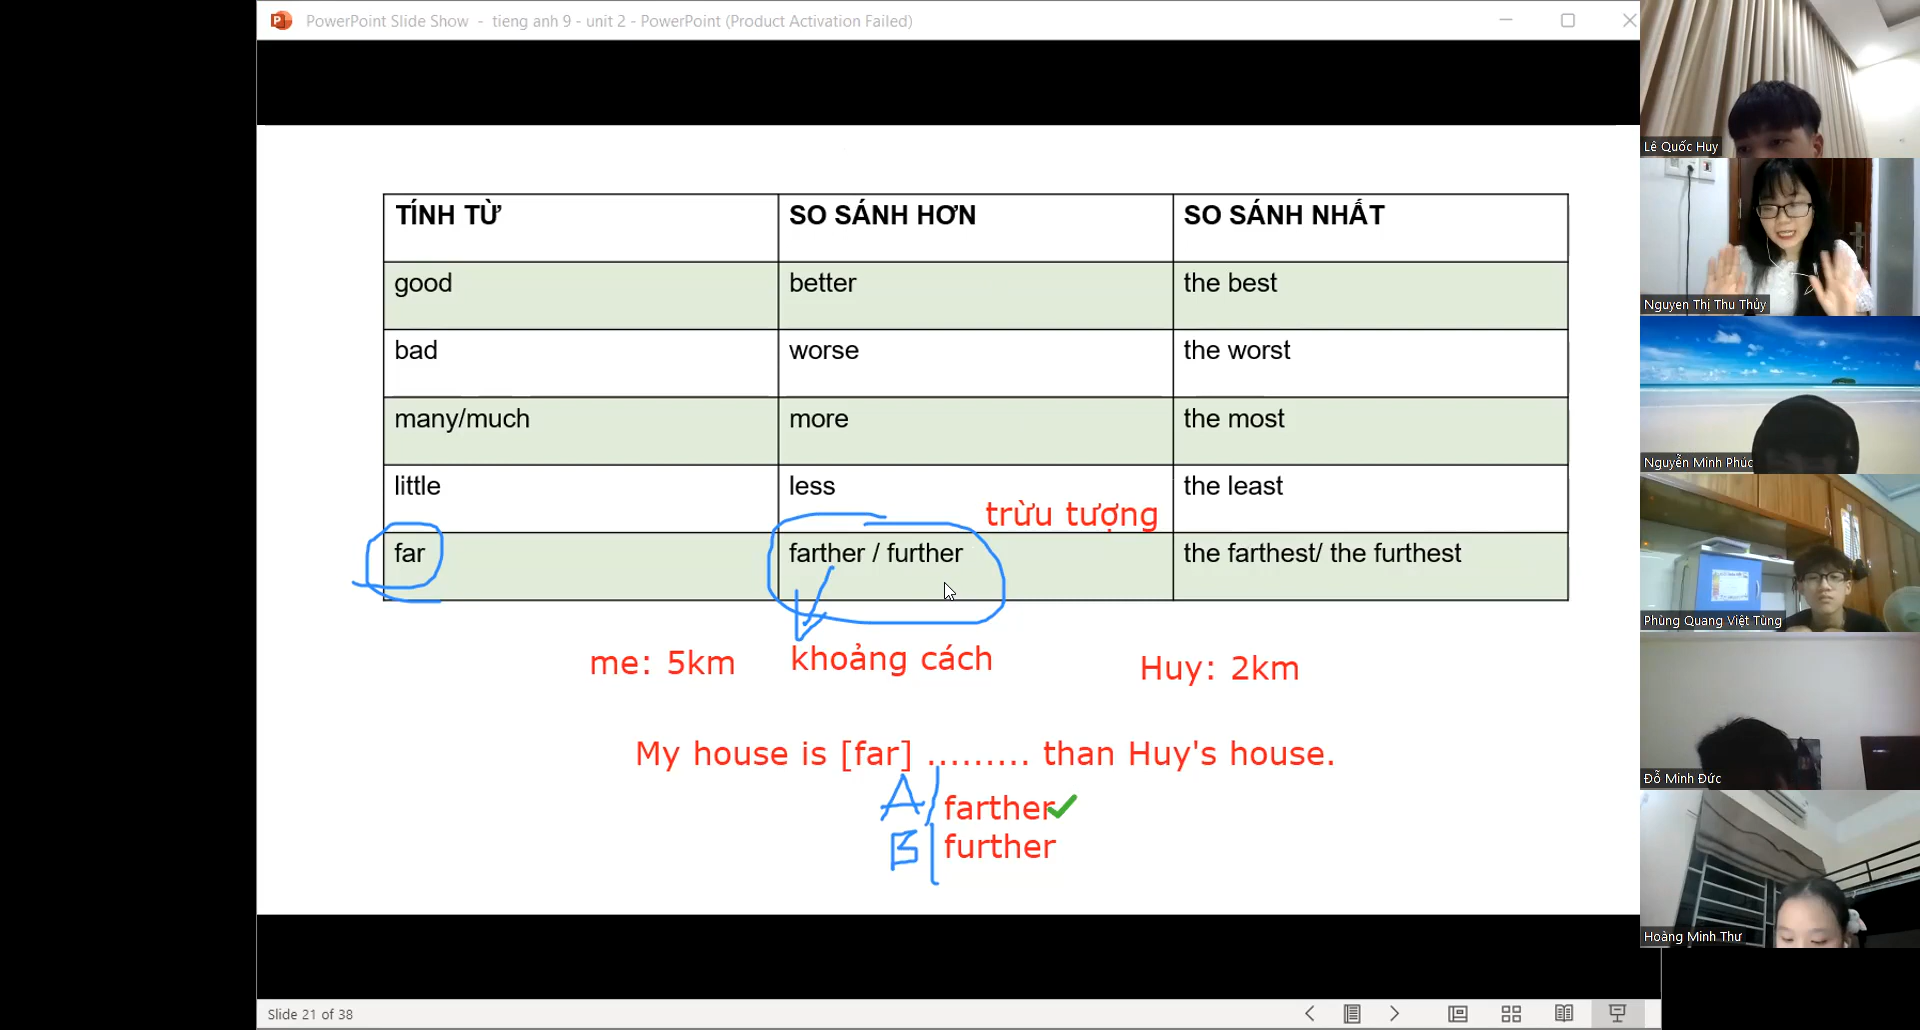 PowerPoint Slide Show - tieng anh 9 - unit 2 - PowerPoint (Product Activation Failed)
TÍNH TỪ SO SÁNH HƠN SO SÁNH NHẤT
good better the best
bad worse the worst
many/much more the most
little less the least
trừu tượng
far farther / further the farthest/ the furthest
me: 5km khoảng cách Huy: 2km
My house is [far] ......... than Huy's house.
A/ farther
B| further
Slide 21 of 38
Lê Quốc Huy
Nguyen Thị Thu Thủy
Nguyễn Minh Phúc
Phùng Quang Việt Tùng
Đỗ Minh Đức
Hoàng Minh Thư